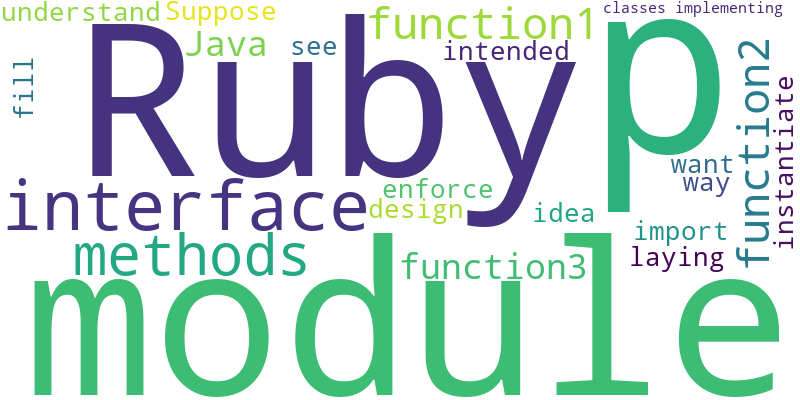 understand Suppose
classes implementing
Java
see
function1
intended
Ruby
p
function2
instantiate
fill
want
way
interface
enforce
design
idea
import
laying
methods
function3
module